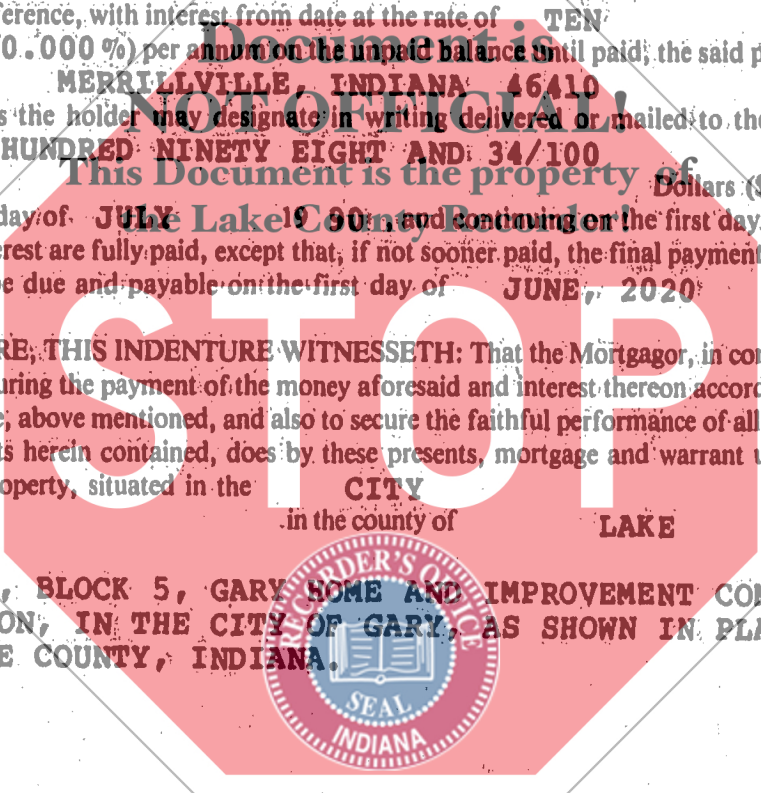 ference, with interest from date at the rate of TEN
0.000 %) per annum on the unpaid balance until paid, the said p
Document is
MERRILLVILLE, INDIANA 46410
NOT OFFICIAL!
s the holder may designate in writing delivered or mailed to the
HUNDRED NINETY EIGHT AND 34/100
This Document is the property of
Dollars ($
day of JULY 19 90 , and continuing on the first day
the Lake County Recorder!
erest are fully paid, except that, if not sooner paid, the final payment
e due and payable on the first day of JUNE, 2020
STOP
RE, THIS INDENTURE WITNESSETH: That the Mortgagor, in con
uring the payment of the money aforesaid and interest thereon accord
e, above mentioned, and also to secure the faithful performance of all
ts herein contained, does by these presents, mortgage and warrant u
operty, situated in the CITY
in the county of LAKE
RECORDER'S OFFICE
, BLOCK 5, GARY HOME AND IMPROVEMENT COM
ON, IN THE CITY OF GARY, AS SHOWN IN PLA
E COUNTY, INDIANA.
SEAL
INDIANA